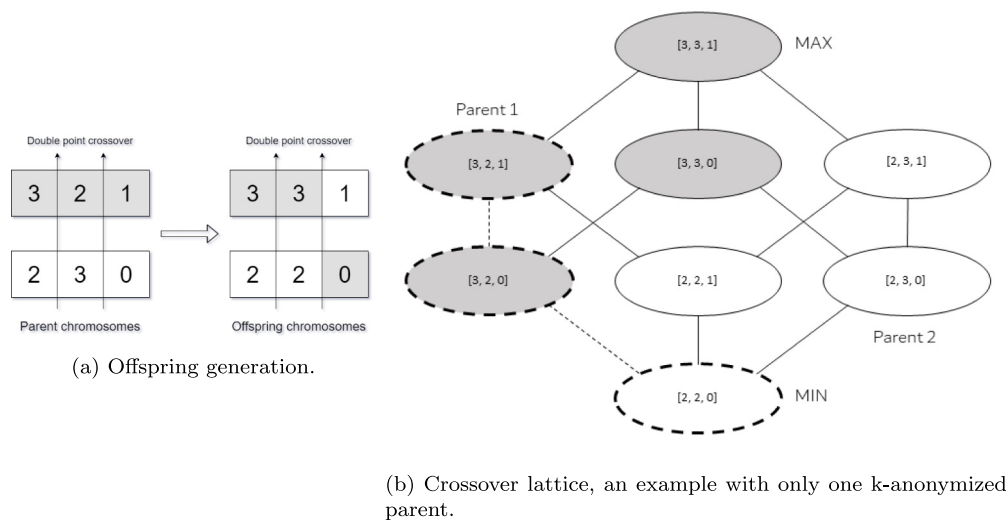 Double point crossover
3 2 1
2 3 0
Parent chromosomes
Double point crossover
3 3 1
2 2 0
Offspring chromosomes
(a) Offspring generation.
[3, 3, 1]
MAX
Parent 1
[3, 2, 1]
[3, 3, 0]
[2, 3, 1]
[3, 2, 0]
[2, 2, 1]
[2, 3, 0]
Parent 2
[2, 2, 0]
MIN
(b) Crossover lattice, an example with only one k-anonymized
parent.